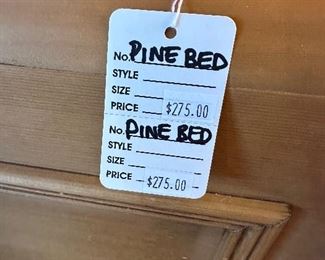 No. PINE BED
STYLE
SIZE
PRICE $275.00
No. PINE BED
STYLE
SIZE
PRICE $275.00